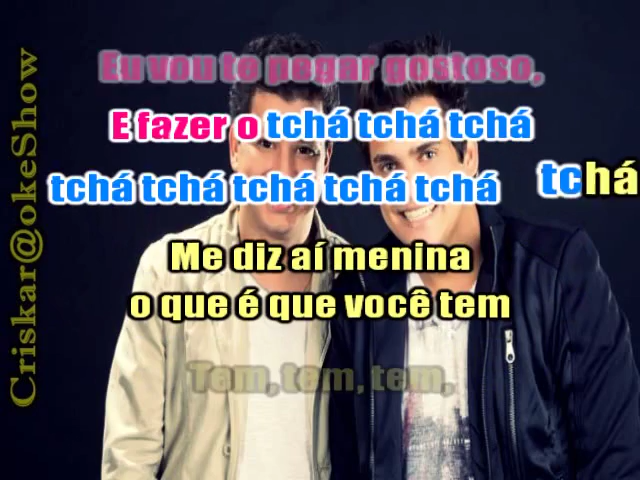 Criskar@okeShow
Eu vou te pegar gostoso,
E fazer o tchá tchá tchá
tchá tchá tchá tchá tchá tchá
Me diz aí menina
o que é que você tem
Tem, tem, tem,